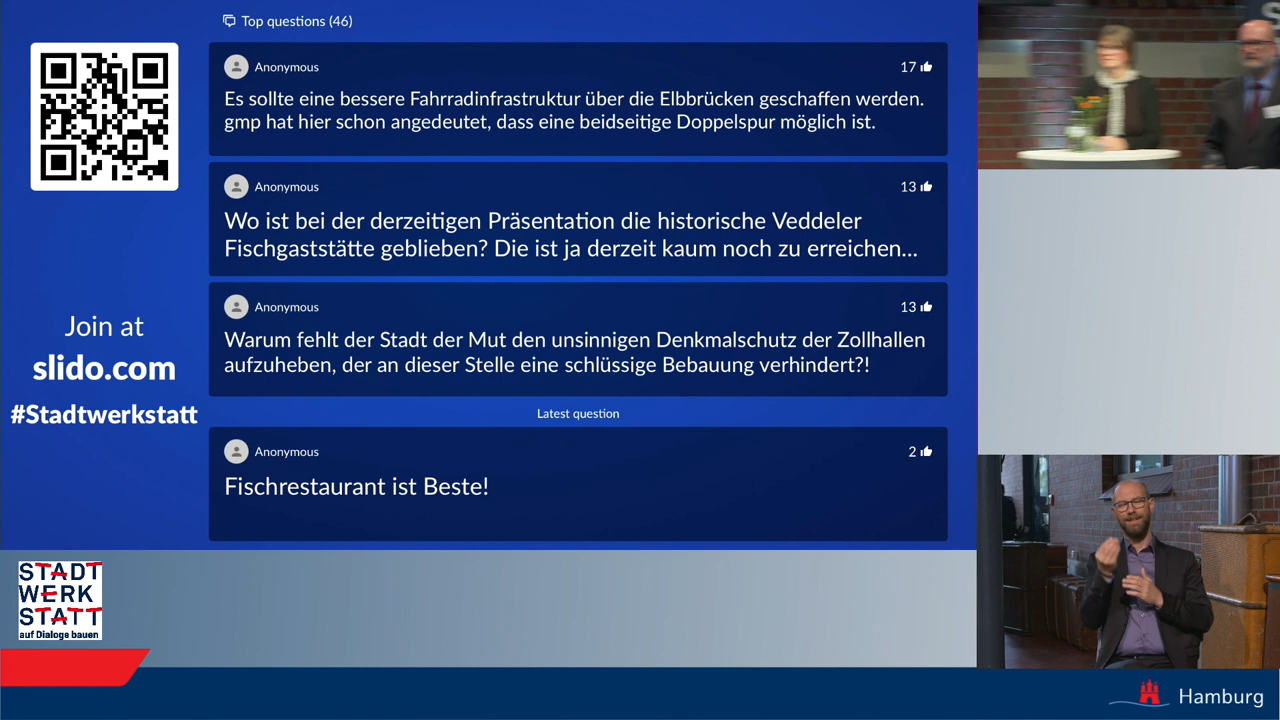 Top questions (46)
Anonymous
17
Es sollte eine bessere Fahrradinfrastruktur über die Elbbrücken geschaffen werden.
gmp hat hier schon angedeutet, dass eine beidseitige Doppelspur möglich ist.
Anonymous
13
Wo ist bei der derzeitigen Präsentation die historische Veddeler
Fischgaststätte geblieben? Die ist ja derzeit kaum noch zu erreichen...
Anonymous
13
Warum fehlt der Stadt der Mut den unsinnigen Denkmalschutz der Zollhallen
aufzuheben, der an dieser Stelle eine schlüssige Bebauung verhindert?!
Latest question
Anonymous
2
Fischrestaurant ist Beste!
Join at
slido.com
#Stadtwerkstatt
STADT
WERK
STATT
auf Dialoge bauen
Hamburg